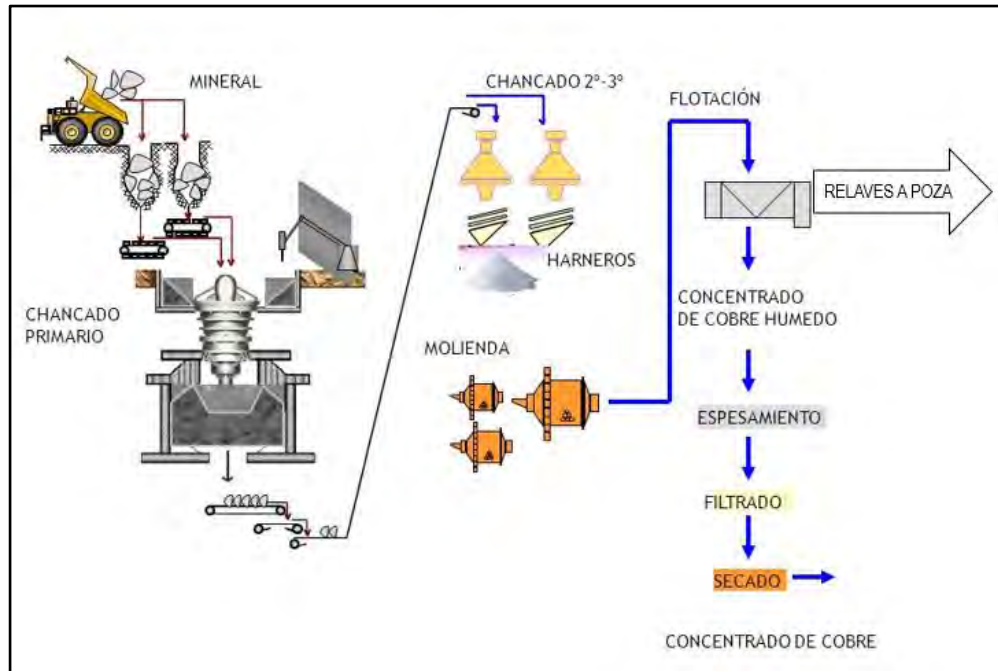 MINERAL
CHANCADO
PRIMARIO
CHANCADO 2°-3°
HARNEROS
MOLIENDA
FLOTACIÓN
RELAVES A POZA
CONCENTRADO
DE COBRE HUMEDO
ESPESAMIENTO
FILTRADO
SECADO
CONCENTRADO DE COBRE